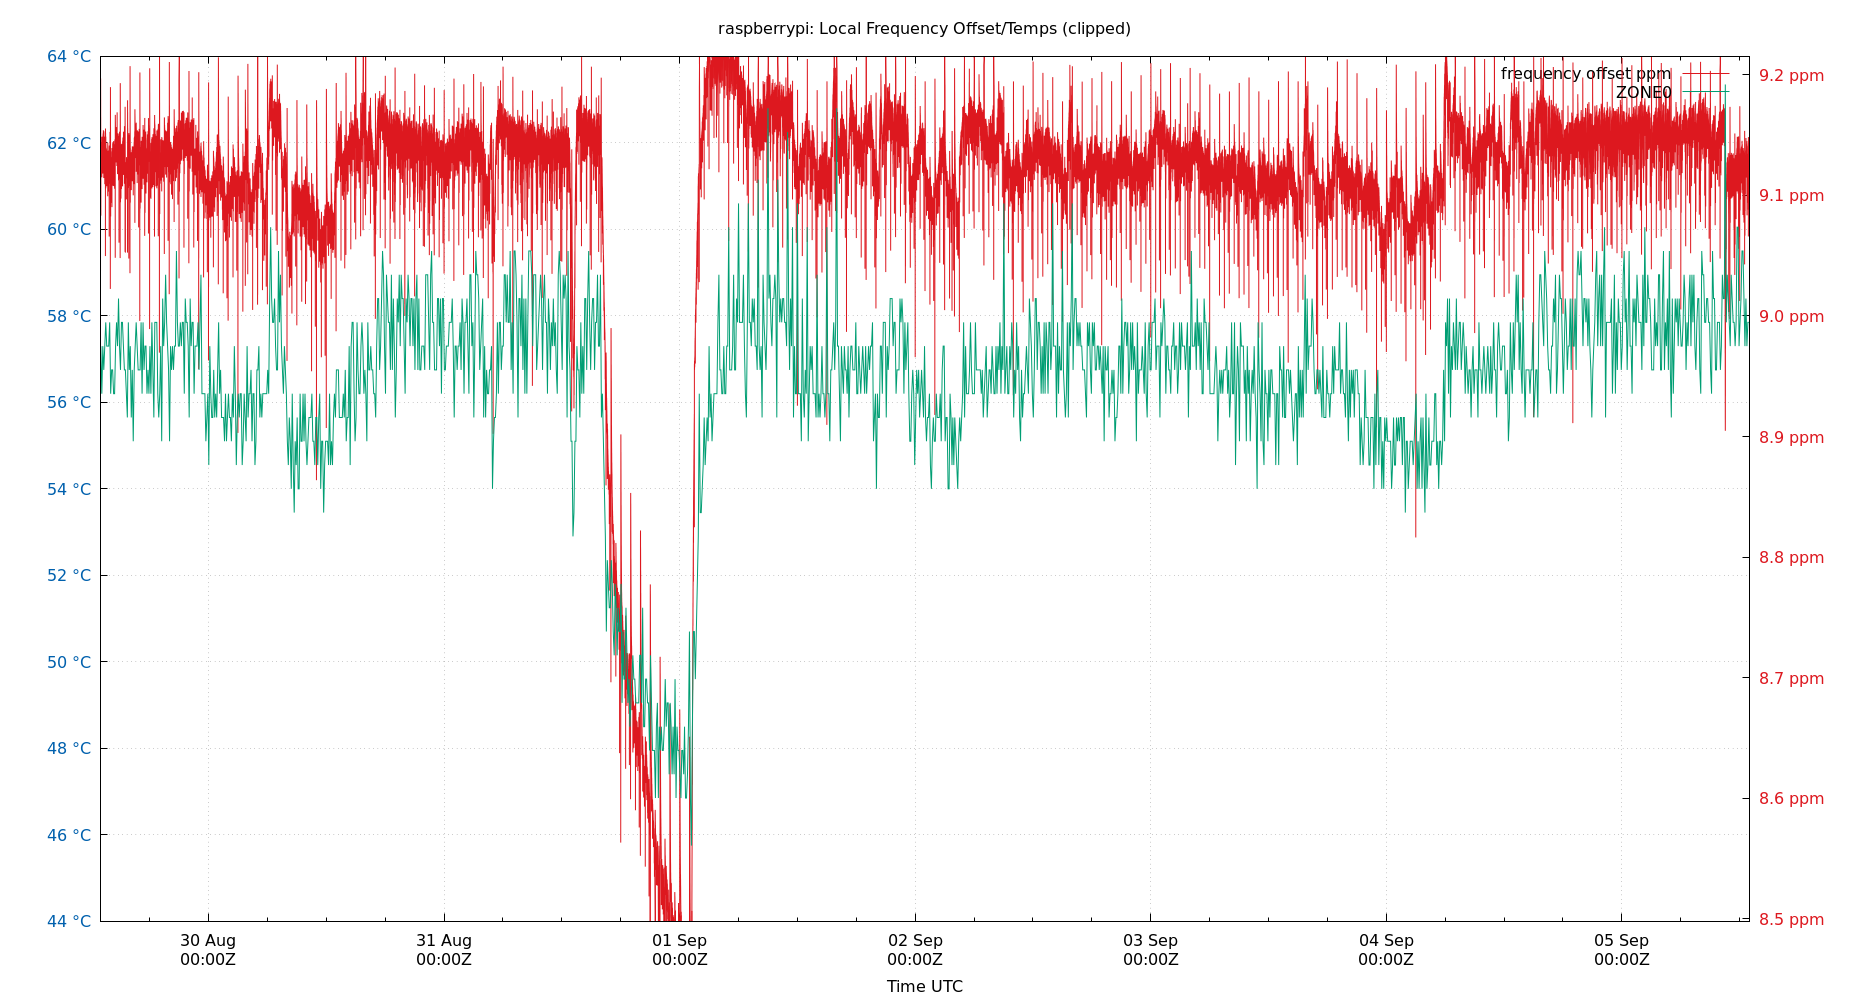 raspberrypi: Local Frequency Offset/Temps (clipped)
64 °C
62 °C
60 °C
58 °C
56 °C
54 °C
52 °C
50 °C
48 °C
46 °C
44 °C
frequency offset ppm
ZONE0
9.2 ppm
9.1 ppm
9.0 ppm
8.9 ppm
8.8 ppm
8.7 ppm
8.6 ppm
8.5 ppm
30 Aug
00:00Z
31 Aug
00:00Z
01 Sep
00:00Z
02 Sep
00:00Z
03 Sep
00:00Z
04 Sep
00:00Z
05 Sep
00:00Z
Time UTC